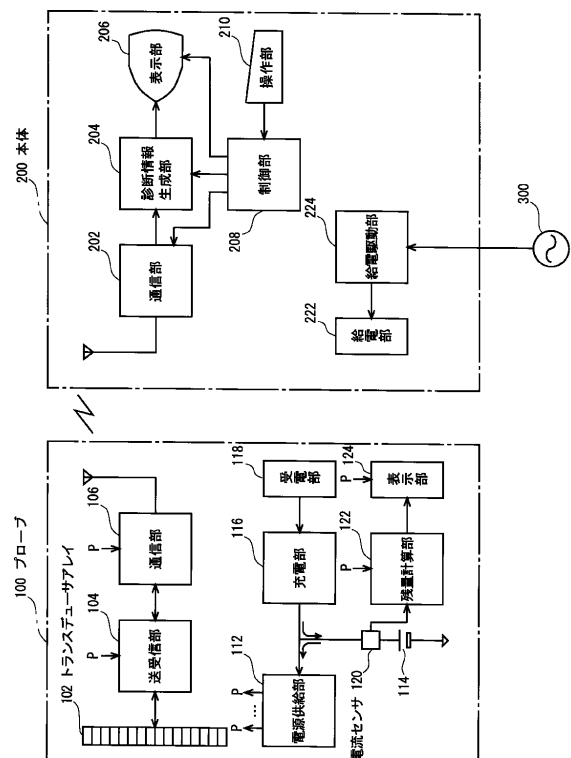 100 プローブ
102 トランスデューサアレイ
104
送受信部
P
106
通信部
P
112
電源供給部
P
…
P
116
充電部
118
受電部
電流センサ 120
114
122
残量計算部
P
124
表示部
P
200 本体
202
通信部
204
診断情報
生成部
206
表示部
208
制御部
210
操作部
222
給電部
224
給電駆動部
300